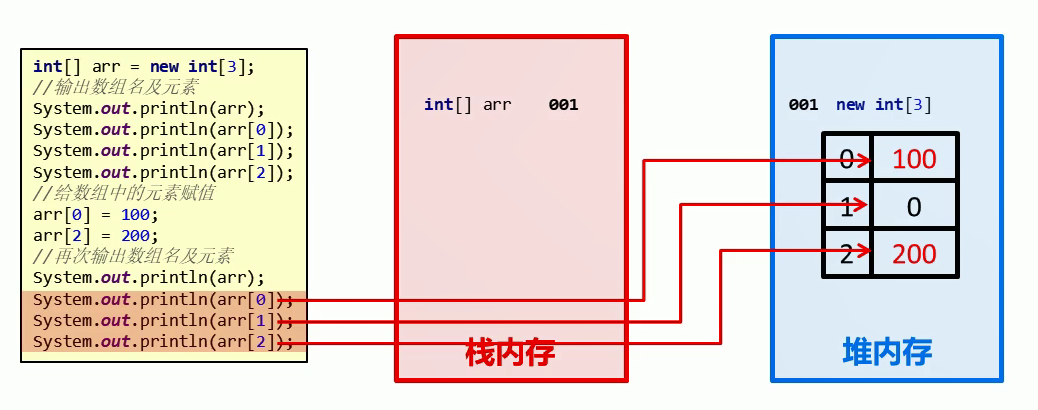 int[] arr = new int[3];
//输出数组名及元素
System.out.println(arr);
System.out.println(arr[0]);
System.out.println(arr[1]);
System.out.println(arr[2]);
//给数组中的元素赋值
arr[0] = 100;
arr[2] = 200;
//再次输出数组名及元素
System.out.println(arr);
System.out.println(arr[0]);
System.out.println(arr[1]);
System.out.println(arr[2]);
int[] arr 001
栈内存
001 new int[3]
0 100
1 0
2 200
堆内存